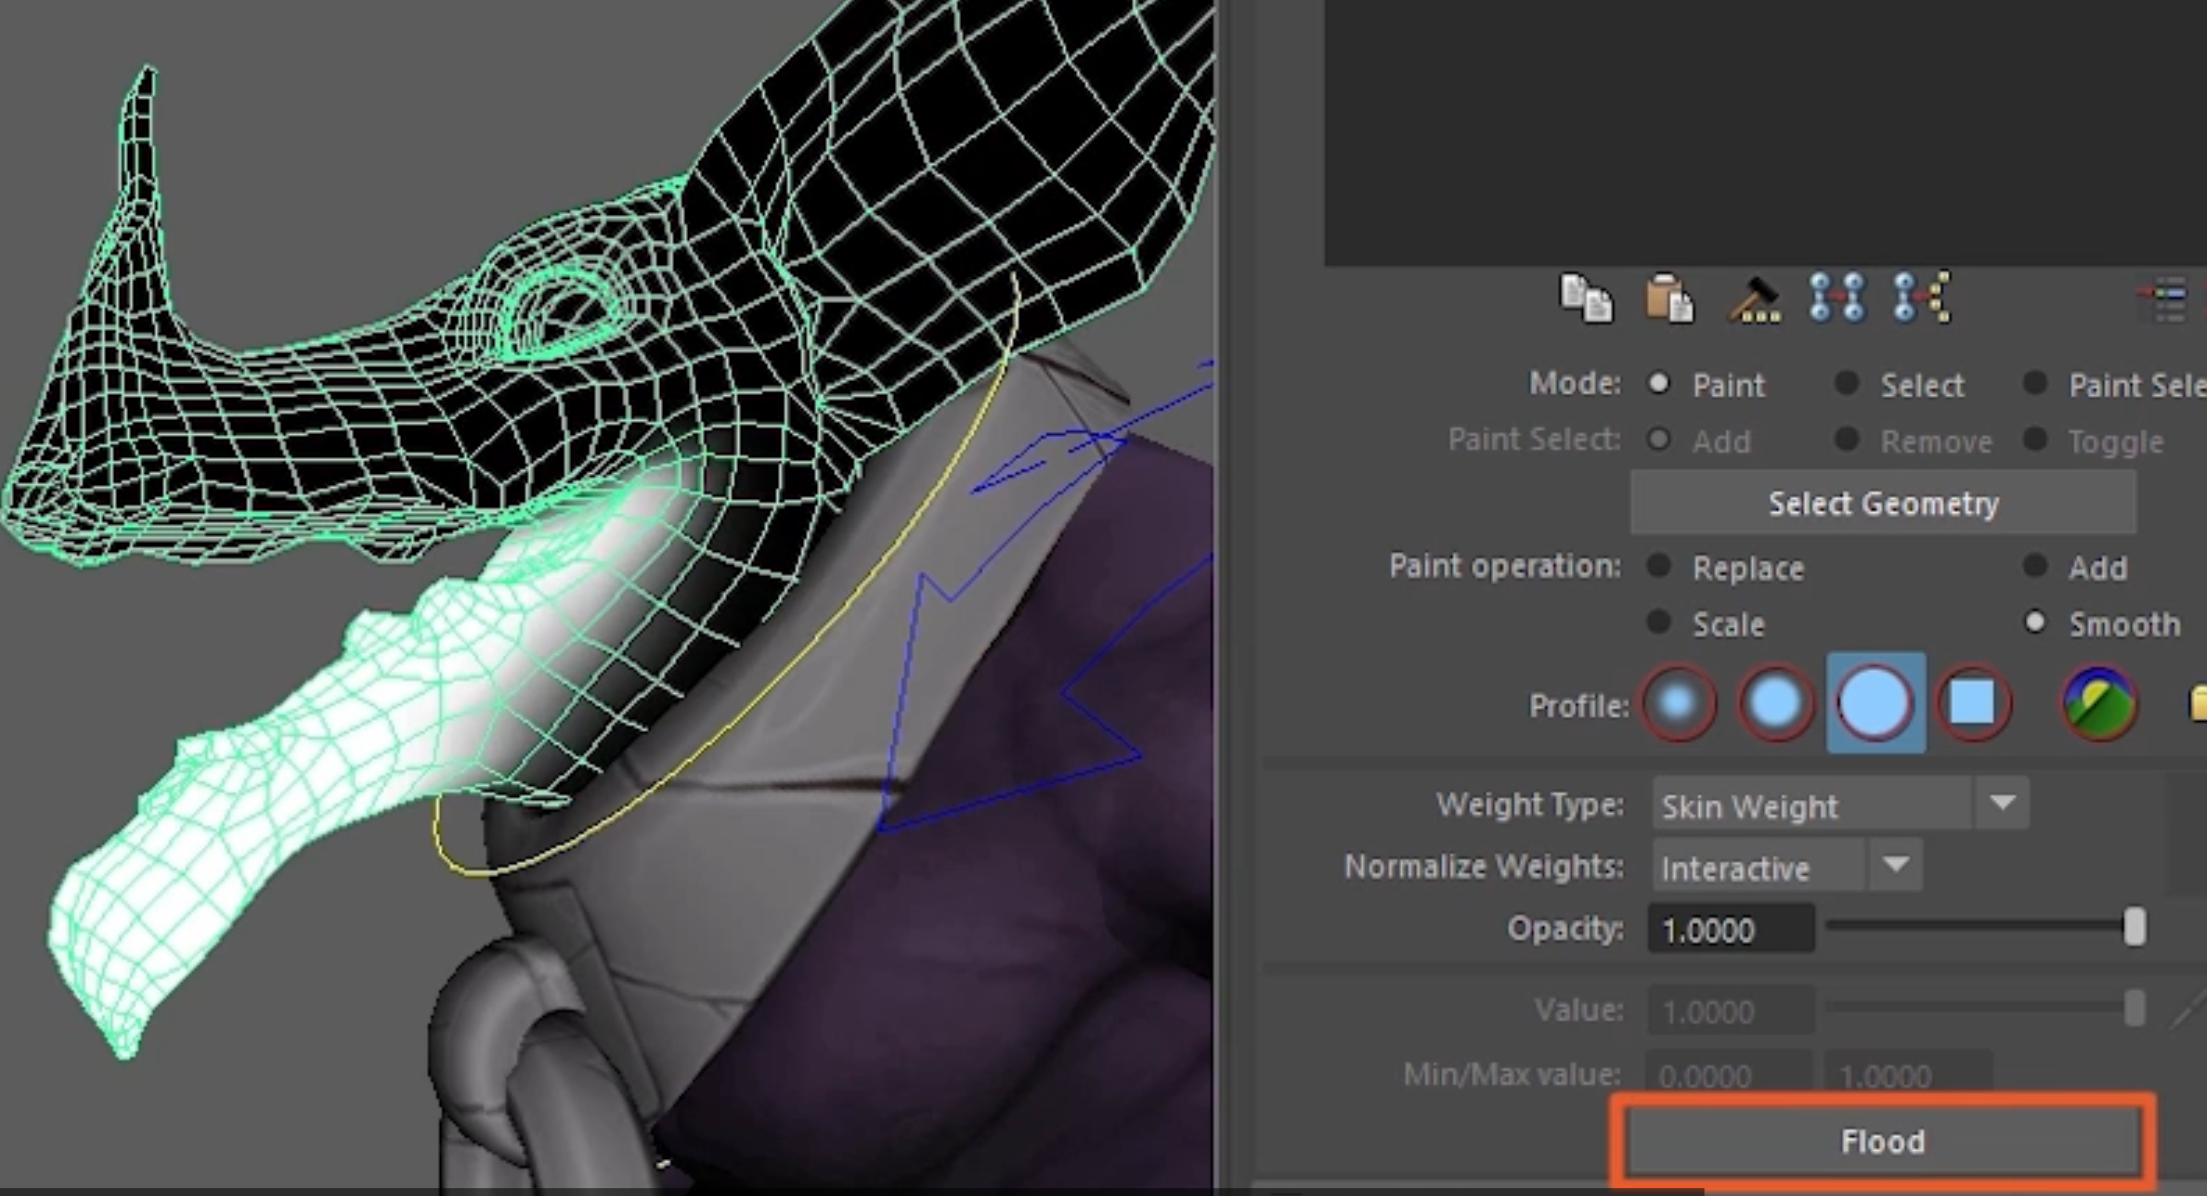 Mode: Paint Select Paint Sele
Paint Select: Add Remove Toggle
Select Geometry
Paint operation: Replace Add
Scale Smooth
Profile:
Weight Type: Skin Weight
Normalize Weights: Interactive
Opacity: 1.0000
Value: 1.0000
Min/Max value: 0.0000 1.0000
Flood